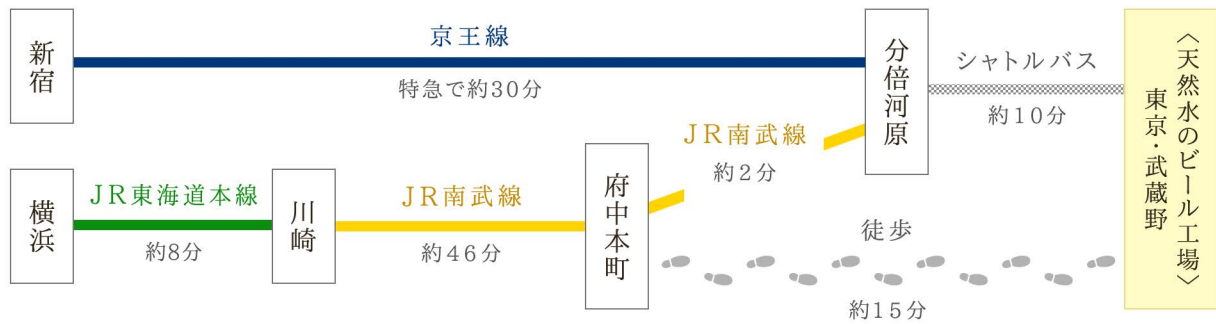 新宿
京王線
特急で約30分
分倍河原
シャトルバス
約10分
〈天然水のビール工場〉
東京・武蔵野
横浜
JR東海道本線
約8分
川崎
JR南武線
約46分
府中本町
JR南武線
約2分
徒歩
約15分